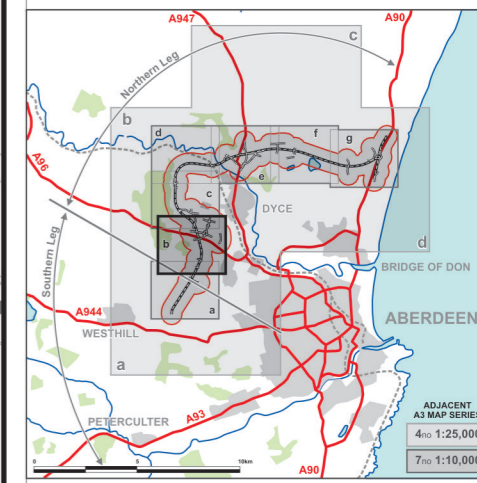 A947
A90
Northern Leg
c
b
d
f
g
A96
e
c
DYCE
b
Southern Leg
d
BRIDGE OF DON
a
A944
ABERDEEN
WESTHILL
a
ADJACENT
A3 MAP SERIES
A93
PETERCULTER
4no 1:25,000
7no 1:10,000
0 5 10km
A90